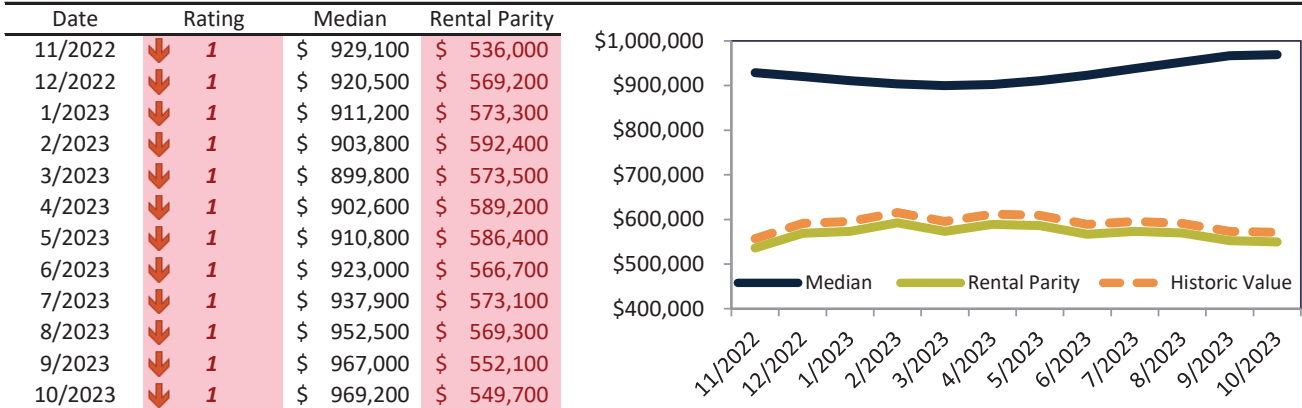 Date Rating Median Rental Parity
11/2022 1 $ 929,100 $ 536,000
12/2022 1 $ 920,500 $ 569,200
1/2023 1 $ 911,200 $ 573,300
2/2023 1 $ 903,800 $ 592,400
3/2023 1 $ 899,800 $ 573,500
4/2023 1 $ 902,600 $ 589,200
5/2023 1 $ 910,800 $ 586,400
6/2023 1 $ 923,000 $ 566,700
7/2023 1 $ 937,900 $ 573,100
8/2023 1 $ 952,500 $ 569,300
9/2023 1 $ 967,000 $ 552,100
10/2023 1 $ 969,200 $ 549,700
$1,000,000
$900,000
$800,000
$700,000
$600,000
$500,000
$400,000
Median Rental Parity Historic Value
11/2022 12/2022 1/2023 2/2023 3/2023 4/2023 5/2023 6/2023 7/2023 8/2023 9/2023 10/2023